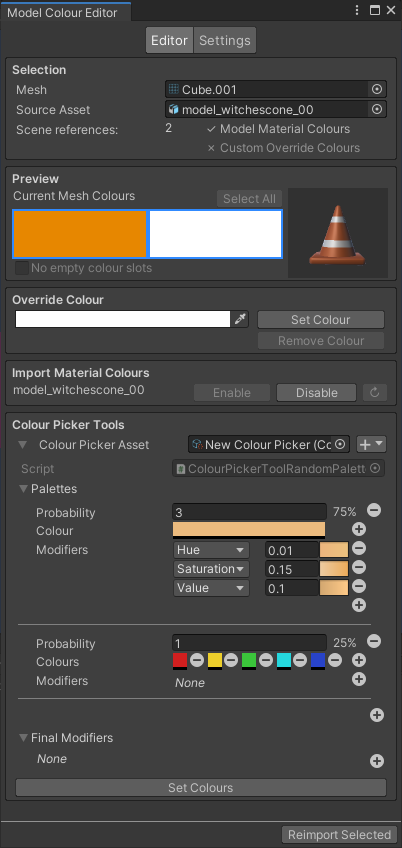 Model Colour Editor
Editor Settings
Selection
Mesh Cube.001
Source Asset model_witchescone_00
Scene references: 2 ✓ Model Material Colours
× Custom Override Colours
Preview
Current Mesh Colours Select All
No empty colour slots
Override Colour
Set Colour
Remove Colour
Import Material Colours
model_witchescone_00 Enable Disable
Colour Picker Tools
Colour Picker Asset New Colour Picker (Co
Script ColourPickerToolRandomPalett
Palettes
Probability 3 75%
Colour
Modifiers Hue 0.01
Saturation 0.15
Value 0.1
Probability 1 25%
Colours
Modifiers None
Final Modifiers
None
Set Colours
Reimport Selected